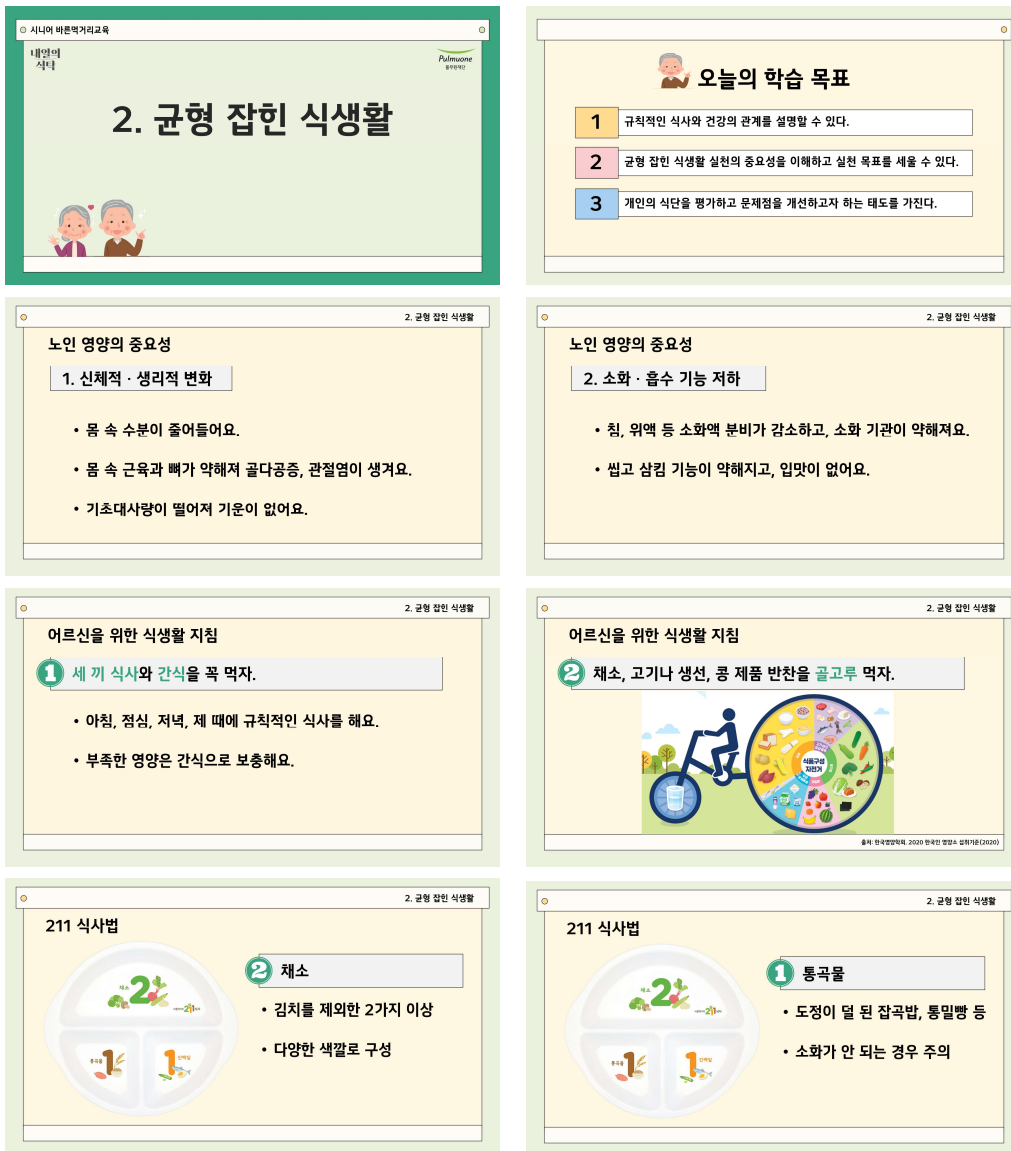 시니어 바른먹거리교육
내일의
식탁
Pulmuone
풀무원재단
2. 균형 잡힌 식생활
오늘의 학습 목표
1 규칙적인 식사와 건강의 관계를 설명할 수 있다.
2 균형 잡힌 식생활 실천의 중요성을 이해하고 실천 목표를 세울 수 있다.
3 개인의 식단을 평가하고 문제점을 개선하고자 하는 태도를 가진다.
2. 균형 잡힌 식생활
노인 영양의 중요성
1. 신체적 · 생리적 변화
• 몸 속 수분이 줄어들어요.
• 몸 속 근육과 뼈가 약해져 골다공증, 관절염이 생겨요.
• 기초대사량이 떨어져 기운이 없어요.
2. 균형 잡힌 식생활
노인 영양의 중요성
2. 소화 · 흡수 기능 저하
• 침, 위액 등 소화액 분비가 감소하고, 소화 기관이 약해져요.
• 씹고 삼킴 기능이 약해지고, 입맛이 없어요.
2. 균형 잡힌 식생활
어르신을 위한 식생활 지침
1 세 끼 식사와 간식을 꼭 먹자.
• 아침, 점심, 저녁, 제 때에 규칙적인 식사를 해요.
• 부족한 영양은 간식으로 보충해요.
2. 균형 잡힌 식생활
어르신을 위한 식생활 지침
2 채소, 고기나 생선, 콩 제품 반찬을 골고루 먹자.
식품구성
자전거
출처: 한국영양학회. 2020 한국인 영양소 섭취기준(2020)
2. 균형 잡힌 식생활
211 식사법
채소 2
211
통곡물 1
단백질 1
2 채소
• 김치를 제외한 2가지 이상
• 다양한 색깔로 구성
2. 균형 잡힌 식생활
211 식사법
채소 2
211
통곡물 1
단백질 1
1 통곡물
• 도정이 덜 된 잡곡밥, 통밀빵 등
• 소화가 안 되는 경우 주의